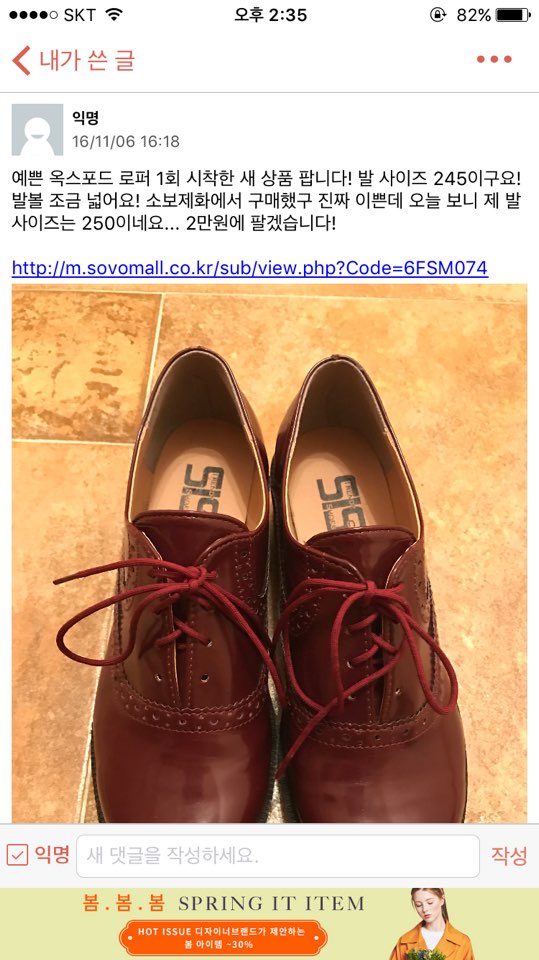 SKT 오후 2:35 82%
내가 쓴 글
익명
16/11/06 16:18
예쁜 옥스포드 로퍼 1회 시착한 새 상품 팝니다! 발 사이즈 245이구요!
발볼 조금 넓어요! 소보제화에서 구매했구 진짜 이쁜데 오늘 보니 제 발
사이즈는 250이네요... 2만원에 팔겠습니다!
http://m.sovomall.co.kr/sub/view.php?Code=6FSM074
익명 새 댓글을 작성하세요. 작성
봄.봄.봄 SPRING IT ITEM
HOT ISSUE 디자이너브랜드가 제안하는
봄 아이템 ~30%